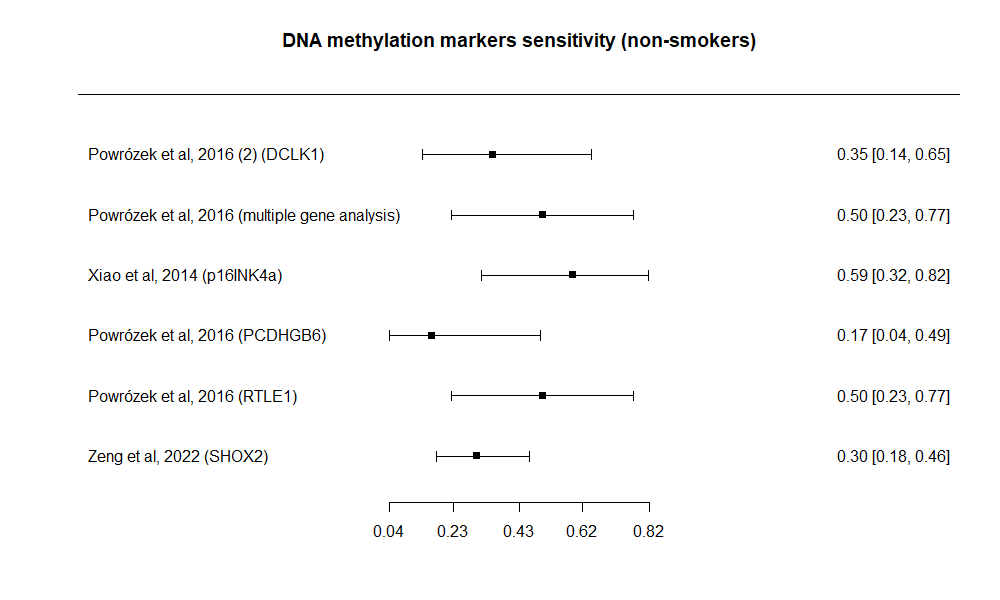 DNA methylation markers sensitivity (non-smokers)
Powrózek et al, 2016 (2) (DCLK1) 0.35 [0.14, 0.65]
Powrózek et al, 2016 (multiple gene analysis) 0.50 [0.23, 0.77]
Xiao et al, 2014 (p16INK4a) 0.59 [0.32, 0.82]
Powrózek et al, 2016 (PCDHGB6) 0.17 [0.04, 0.49]
Powrózek et al, 2016 (RTLE1) 0.50 [0.23, 0.77]
Zeng et al, 2022 (SHOX2) 0.30 [0.18, 0.46]
0.04 0.23 0.43 0.62 0.82